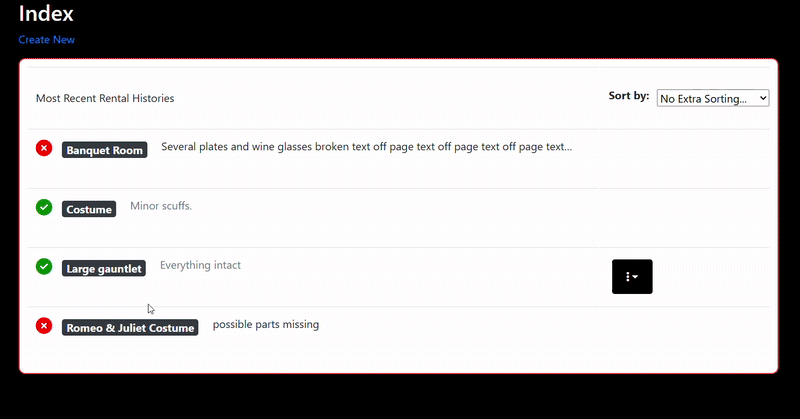 Index
Create New
Most Recent Rental Histories
Sort by: No Extra Sorting...
Banquet Room Several plates and wine glasses broken text off page text off page text off page text...
Costume Minor scuffs.
Large gauntlet Everything intact
Romeo & Juliet Costume possible parts missing